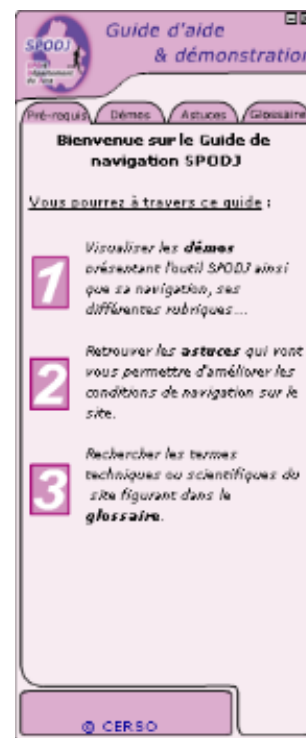 Guide d'aide
& démonstration
SPODJ
Pré-requis Démos Astuces Glossaire
Bienvenue sur le Guide de
navigation SPODJ
Vous pourrez à travers ce guide :
1
Visualiser les démos
présentant l'outil SPODJ ainsi
que sa navigation, ses
différentes rubriques...
2
Retrouver les astuces qui vont
vous permettre d'améliorer les
conditions de navigation sur le
site.
3
Rechercher les termes
techniques ou scientifiques du
site figurant dans le
glossaire.
© CERSO